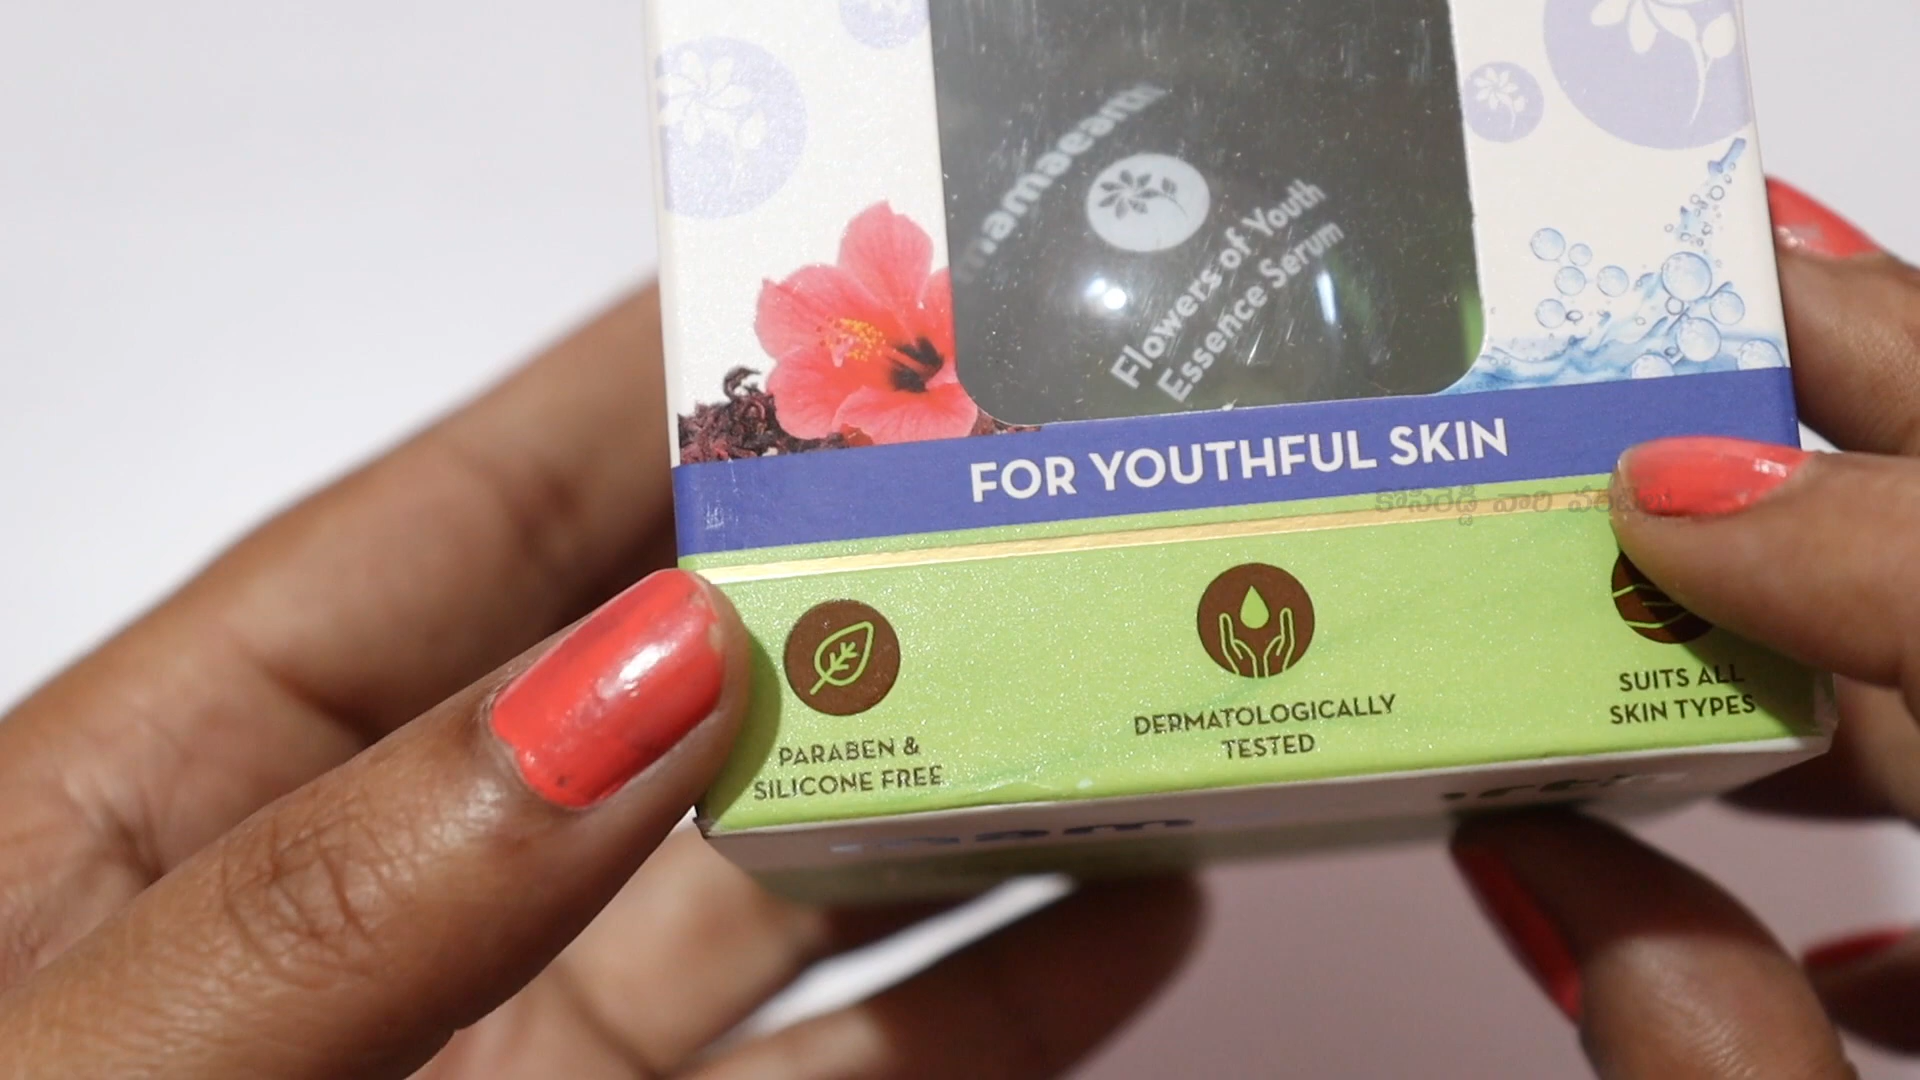 mamaearth
Flowers of Youth
Essence Serum
FOR YOUTHFUL SKIN
కోసిరెడ్డి వారి
PARABEN &
SILICONE FREE
DERMATOLOGICALLY
TESTED
SUITS ALL
SKIN TYPES